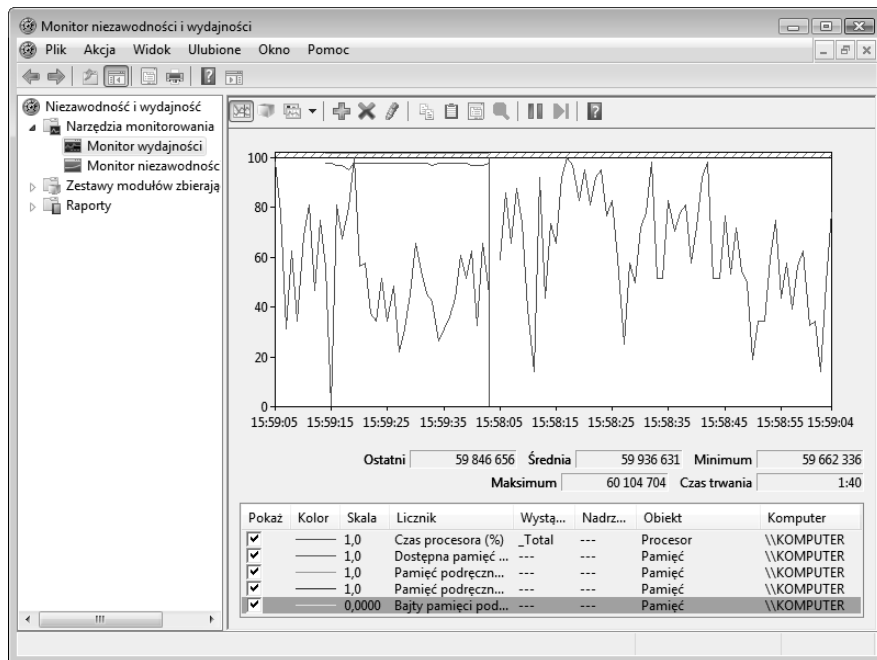 Monitor niezawodności i wydajności
Plik Akcja Widok Ulubione Okno Pomoc
Niezawodność i wydajność
Narzędzia monitorowania
Monitor wydajności
Monitor niezawodnośc
Zestawy modułów zbierają
Raporty
100
80
60
40
20
0
15:59:05 15:59:15 15:59:25 15:59:35 15:58:05 15:58:15 15:58:25 15:58:35 15:58:45 15:58:55 15:59:04
Ostatni 59 846 656 Średnia 59 936 631 Minimum 59 662 336
Maksimum 60 104 704 Czas trwania 1:40
Pokaż Kolor Skala Licznik Wystą... Nadrz... Obiekt Komputer
1,0 Czas procesora (%) _Total --- Procesor \\KOMPUTER
1,0 Dostępna pamięć ... --- --- Pamięć \\KOMPUTER
1,0 Pamięć podręczn... --- --- Pamięć \\KOMPUTER
1,0 Pamięć podręczn... --- --- Pamięć \\KOMPUTER
0,0000 Bajty pamięci pod... --- --- Pamięć \\KOMPUTER